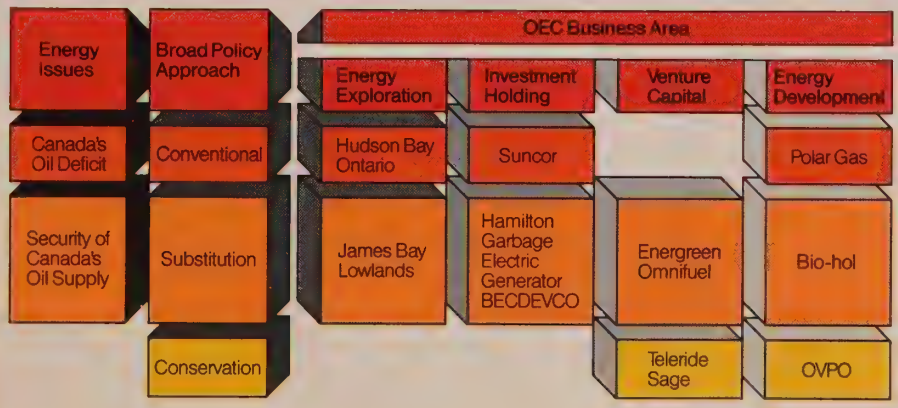 OEC Business Area
Energy
Issues
Broad Policy
Approach
Energy
Exploration
Investment
Holding
Venture
Capital
Energy
Development
Canada's
Oil Deficit
Conventional
Hudson Bay
Ontario
Suncor
Polar Gas
Security of
Canada's
Oil Supply
Substitution
James Bay
Lowlands
Hamilton
Garbage
Electric
Generator
BECDEVCO
Energreen
Omnifuel
Bio-hol
Conservation
Teleride
Sage
OVPO